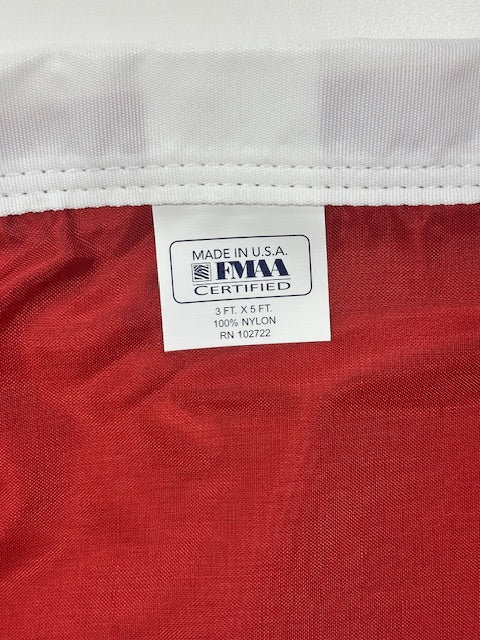 MADE IN U.S.A.
FMAA
CERTIFIED
3 FT. X 5 FT.
100% NYLON
RN 102722